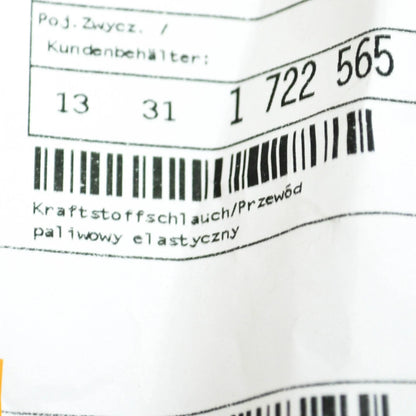 Poj.Zwycz. /
Kundenbehälter:
13 31 1 722 565
Kraftstoffschlauch/Przewód
paliwowy elastyczny